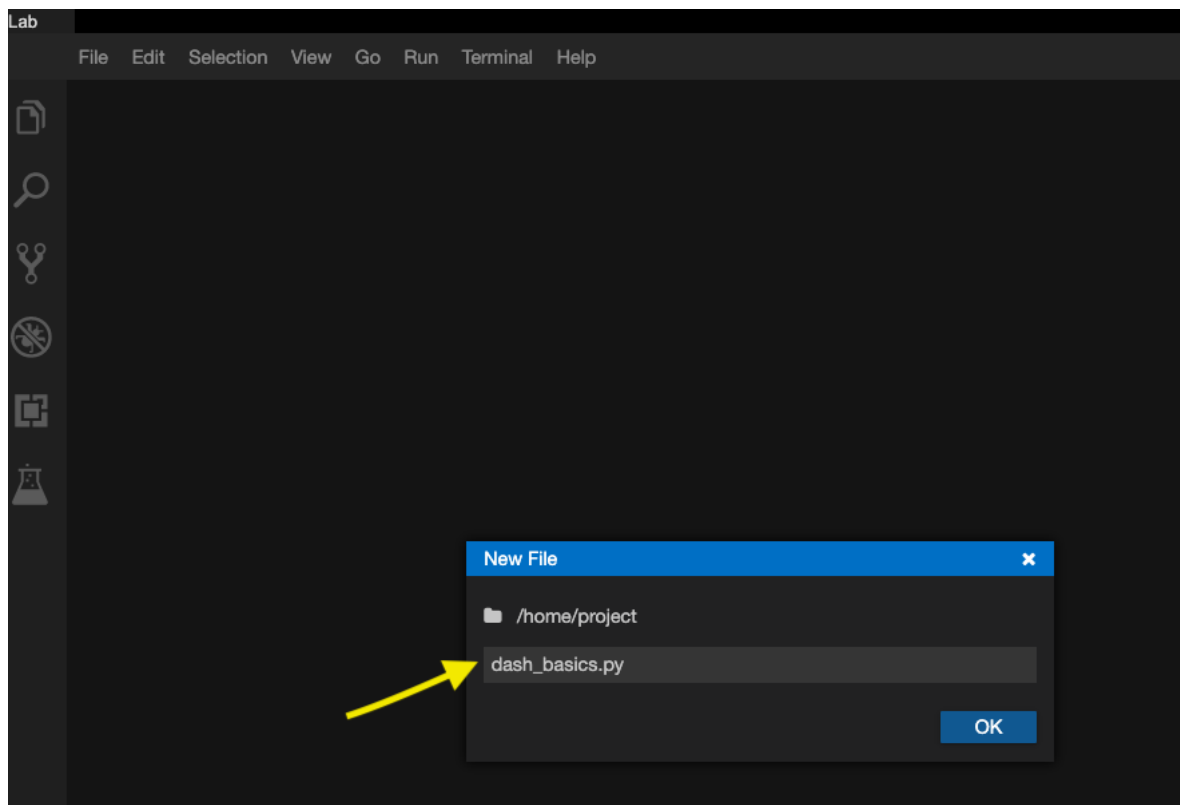 Lab
File Edit Selection View Go Run Terminal Help
New File
/home/project
dash_basics.py
OK